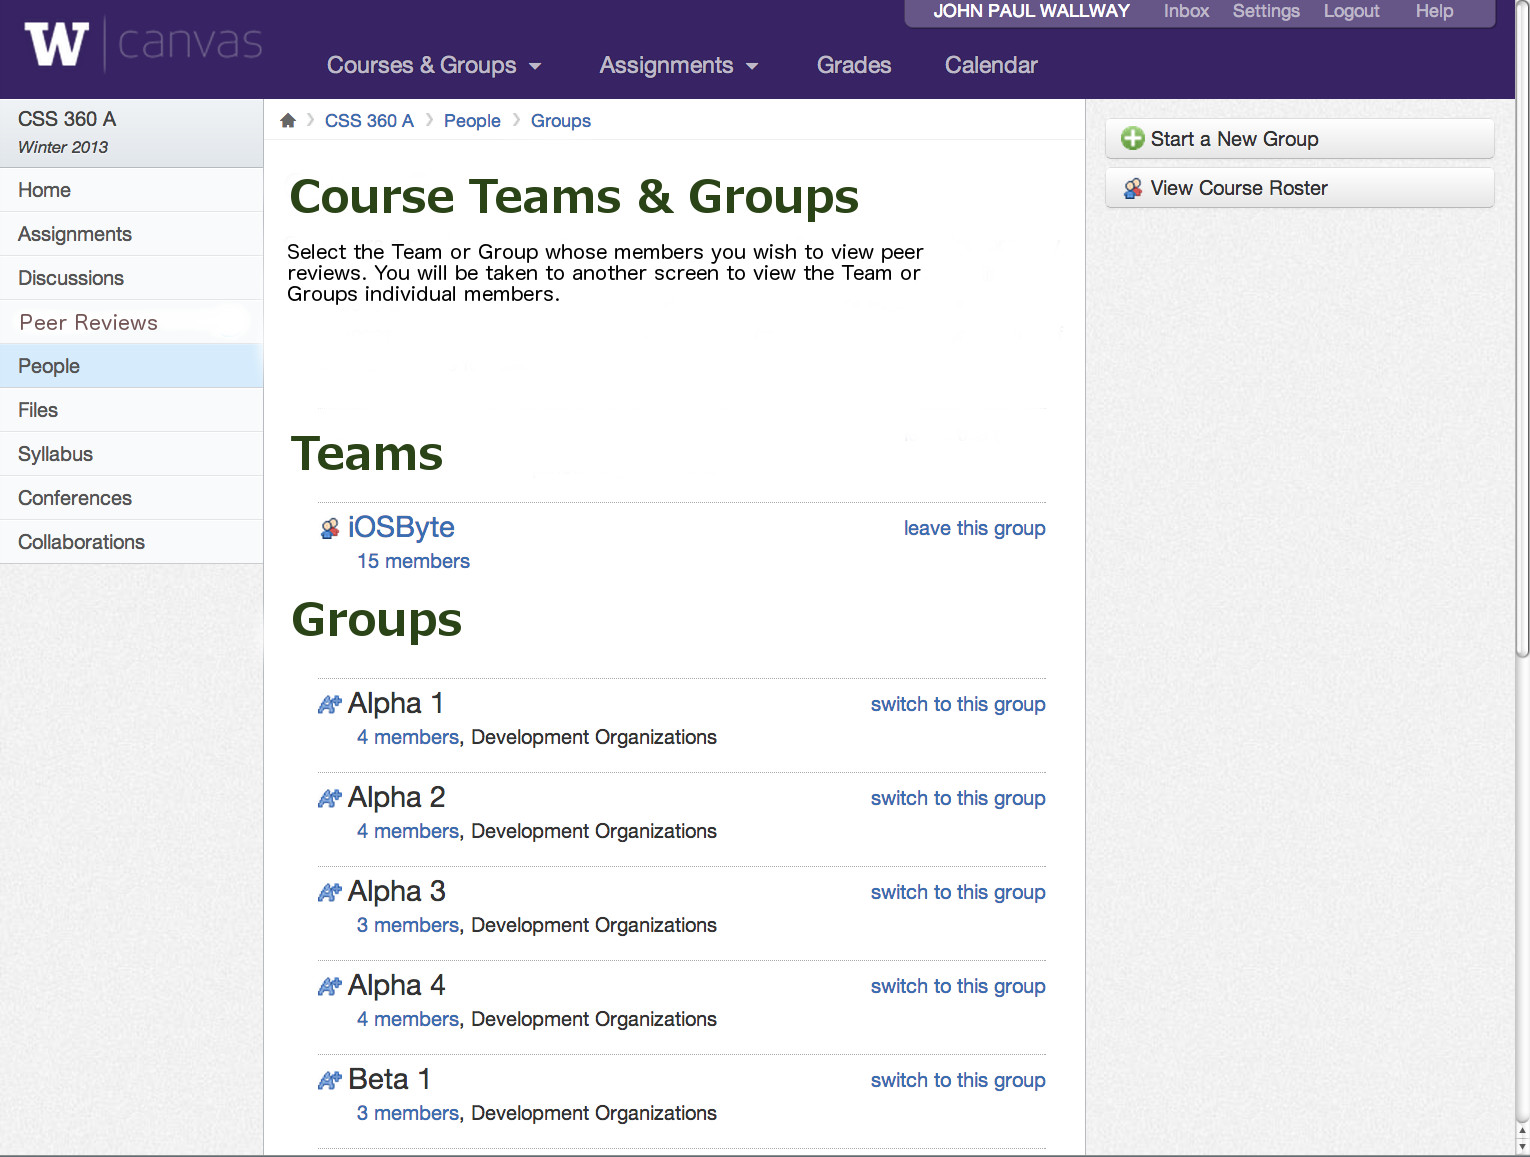 JOHN PAUL WALLWAY Inbox Settings Logout Help
W canvas
Courses & Groups Assignments Grades Calendar
CSS 360 A
Winter 2013
Home
Assignments
Discussions
Peer Reviews
People
Files
Syllabus
Conferences
Collaborations
CSS 360 A People Groups
Course Teams & Groups
Select the Team or Group whose members you wish to view peer
reviews. You will be taken to another screen to view the Team or
Groups individual members.
Teams
iOSByte leave this group
15 members
Groups
Alpha 1 switch to this group
4 members, Development Organizations
Alpha 2 switch to this group
4 members, Development Organizations
Alpha 3 switch to this group
3 members, Development Organizations
Alpha 4 switch to this group
4 members, Development Organizations
Beta 1 switch to this group
3 members, Development Organizations
Start a New Group
View Course Roster